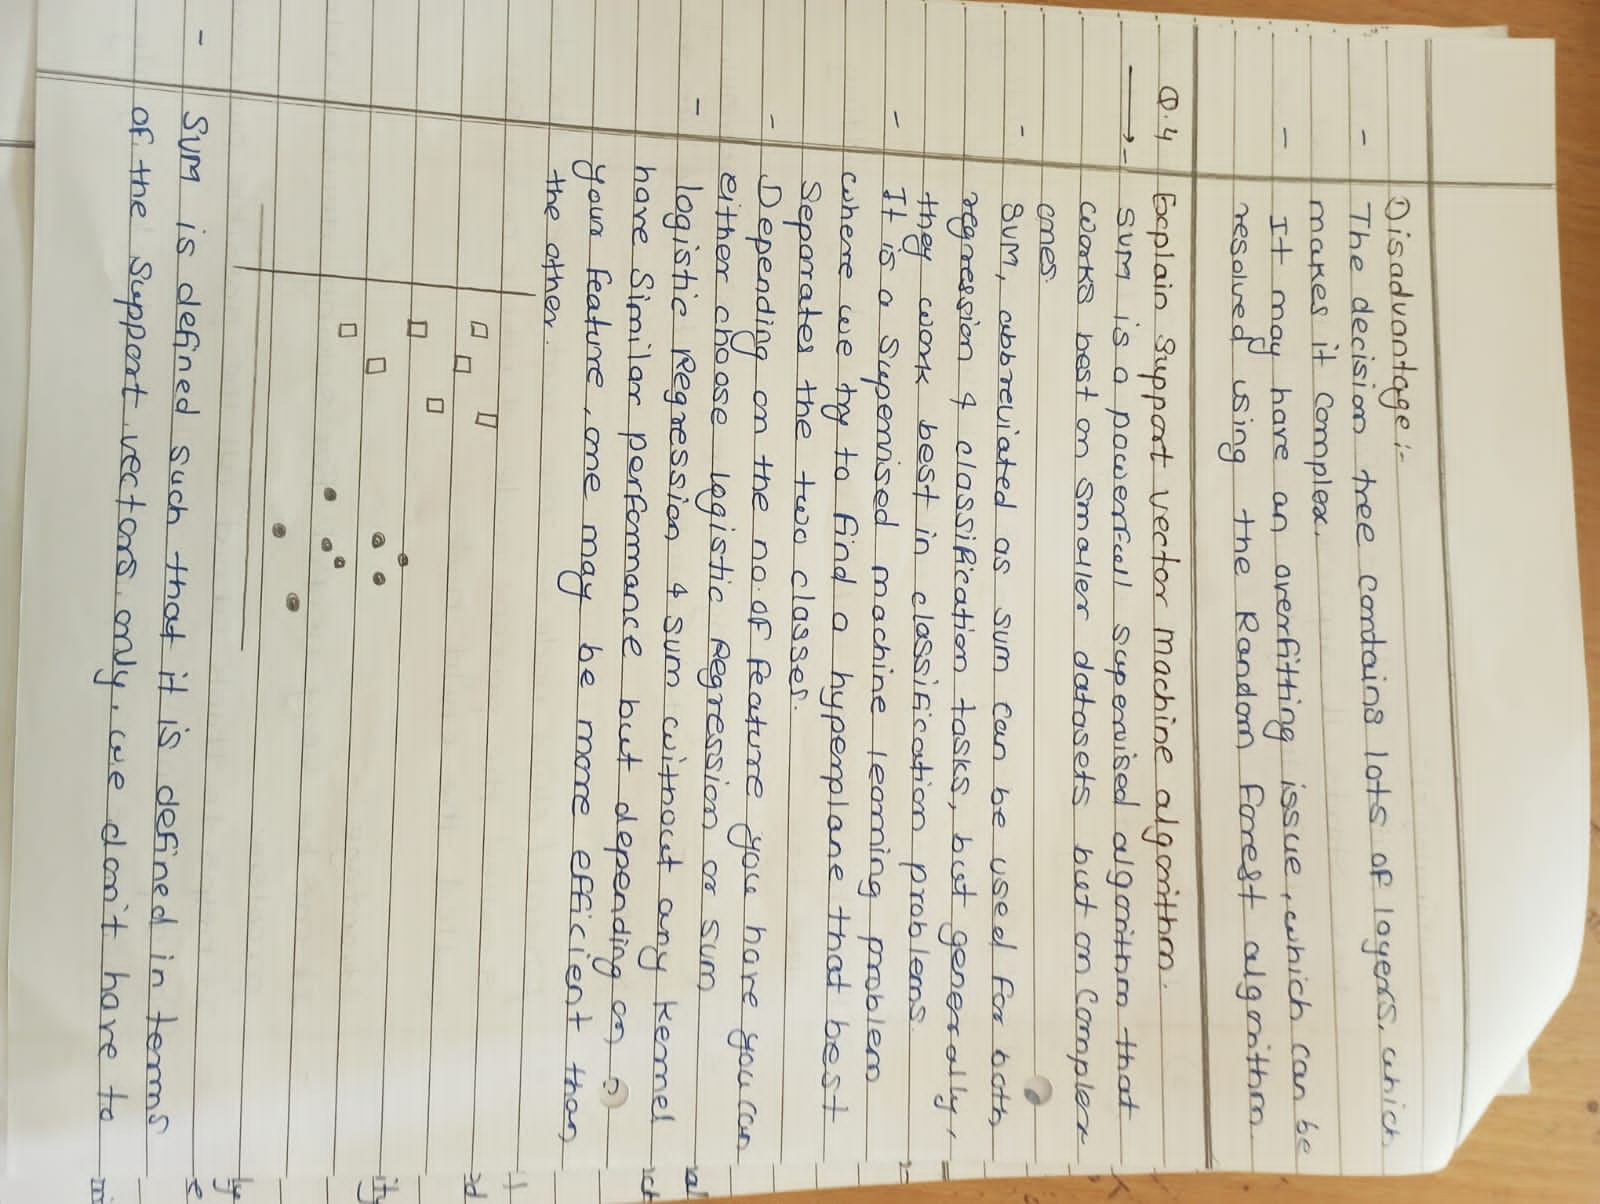 Disadvantage:-
- The decision tree contains lots of layers, which
makes it complex.
- It may have an overfitting issue, which can be
resolved using the Random Forest algorithm.
Q.4 Explain Support vector machine algorithm.
→ - SVM is a powerfull supervised algorithm that
works best on smaller datasets but on complex
ones.
- SVM, abbreviated as svm can be used for both
regression & classification tasks, but generally,
they work best in classification problems
- It is a supervised machine learning problem
where we try to find a hyperplane that best
Separates the two classes.
- Depending on the no. of feature you have you can
either choose logistic Regression or svm
- logistic Regression & svm without any kernel
have Similar performance but depending on
your feature, one may be more efficient than
the other.
- SVM is defined such that it is defined in terms
of the support vectors only, we don't have to